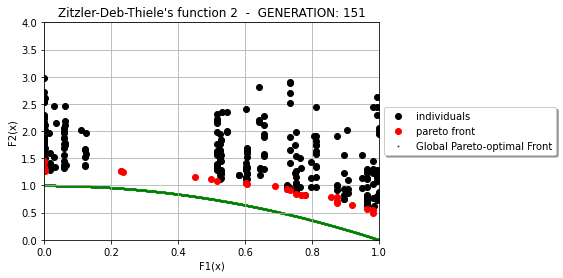 Zitzler-Deb-Thiele's function 2 - GENERATION: 151
4.0
3.5
3.0
2.5
2.0
1.5
1.0
0.5
0.0
F2(x)
0.0 0.2 0.4 0.6 0.8 1.0
F1(x)
individuals
pareto front
Global Pareto-optimal Front